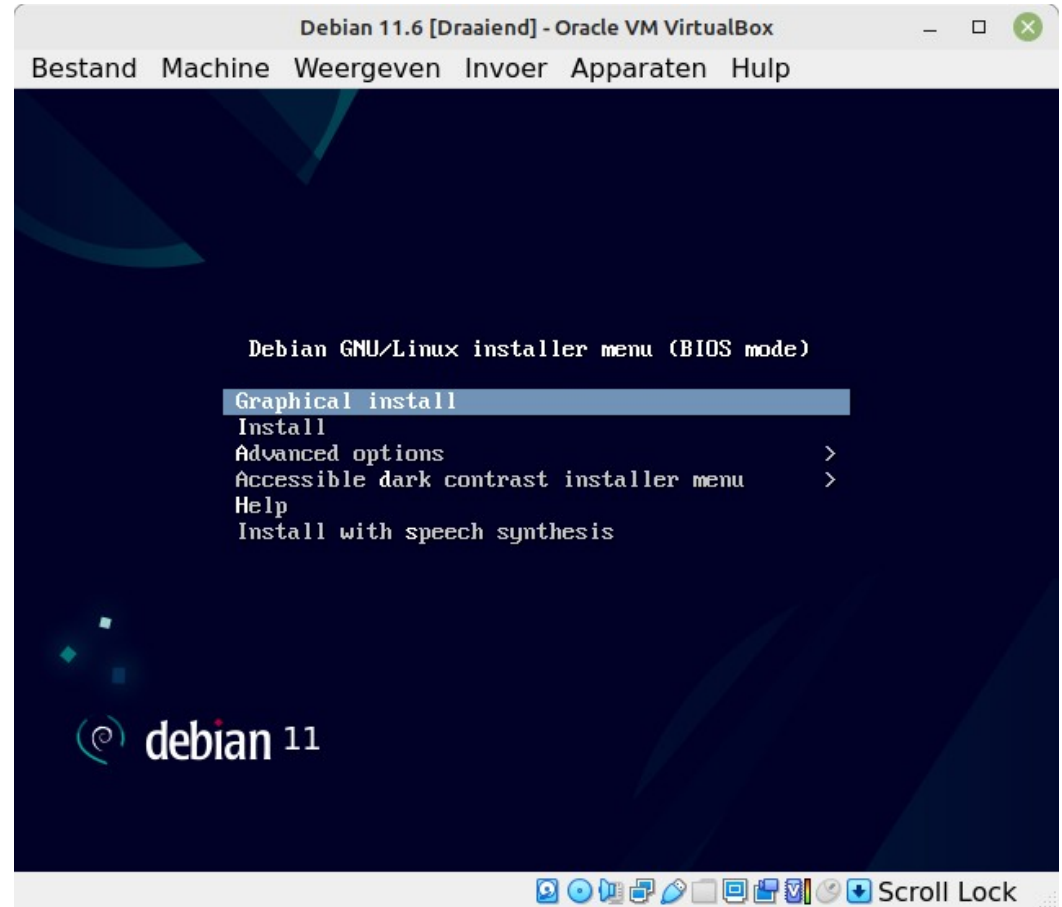 Debian 11.6 [Draaiend] - Oracle VM VirtualBox
Bestand Machine Weergeven Invoer Apparaten Hulp
Debian GNU/Linux installer menu (BIOS mode)
Graphical install
Install
Advanced options >
Accessible dark contrast installer menu >
Help
Install with speech synthesis
debian 11
Scroll Lock